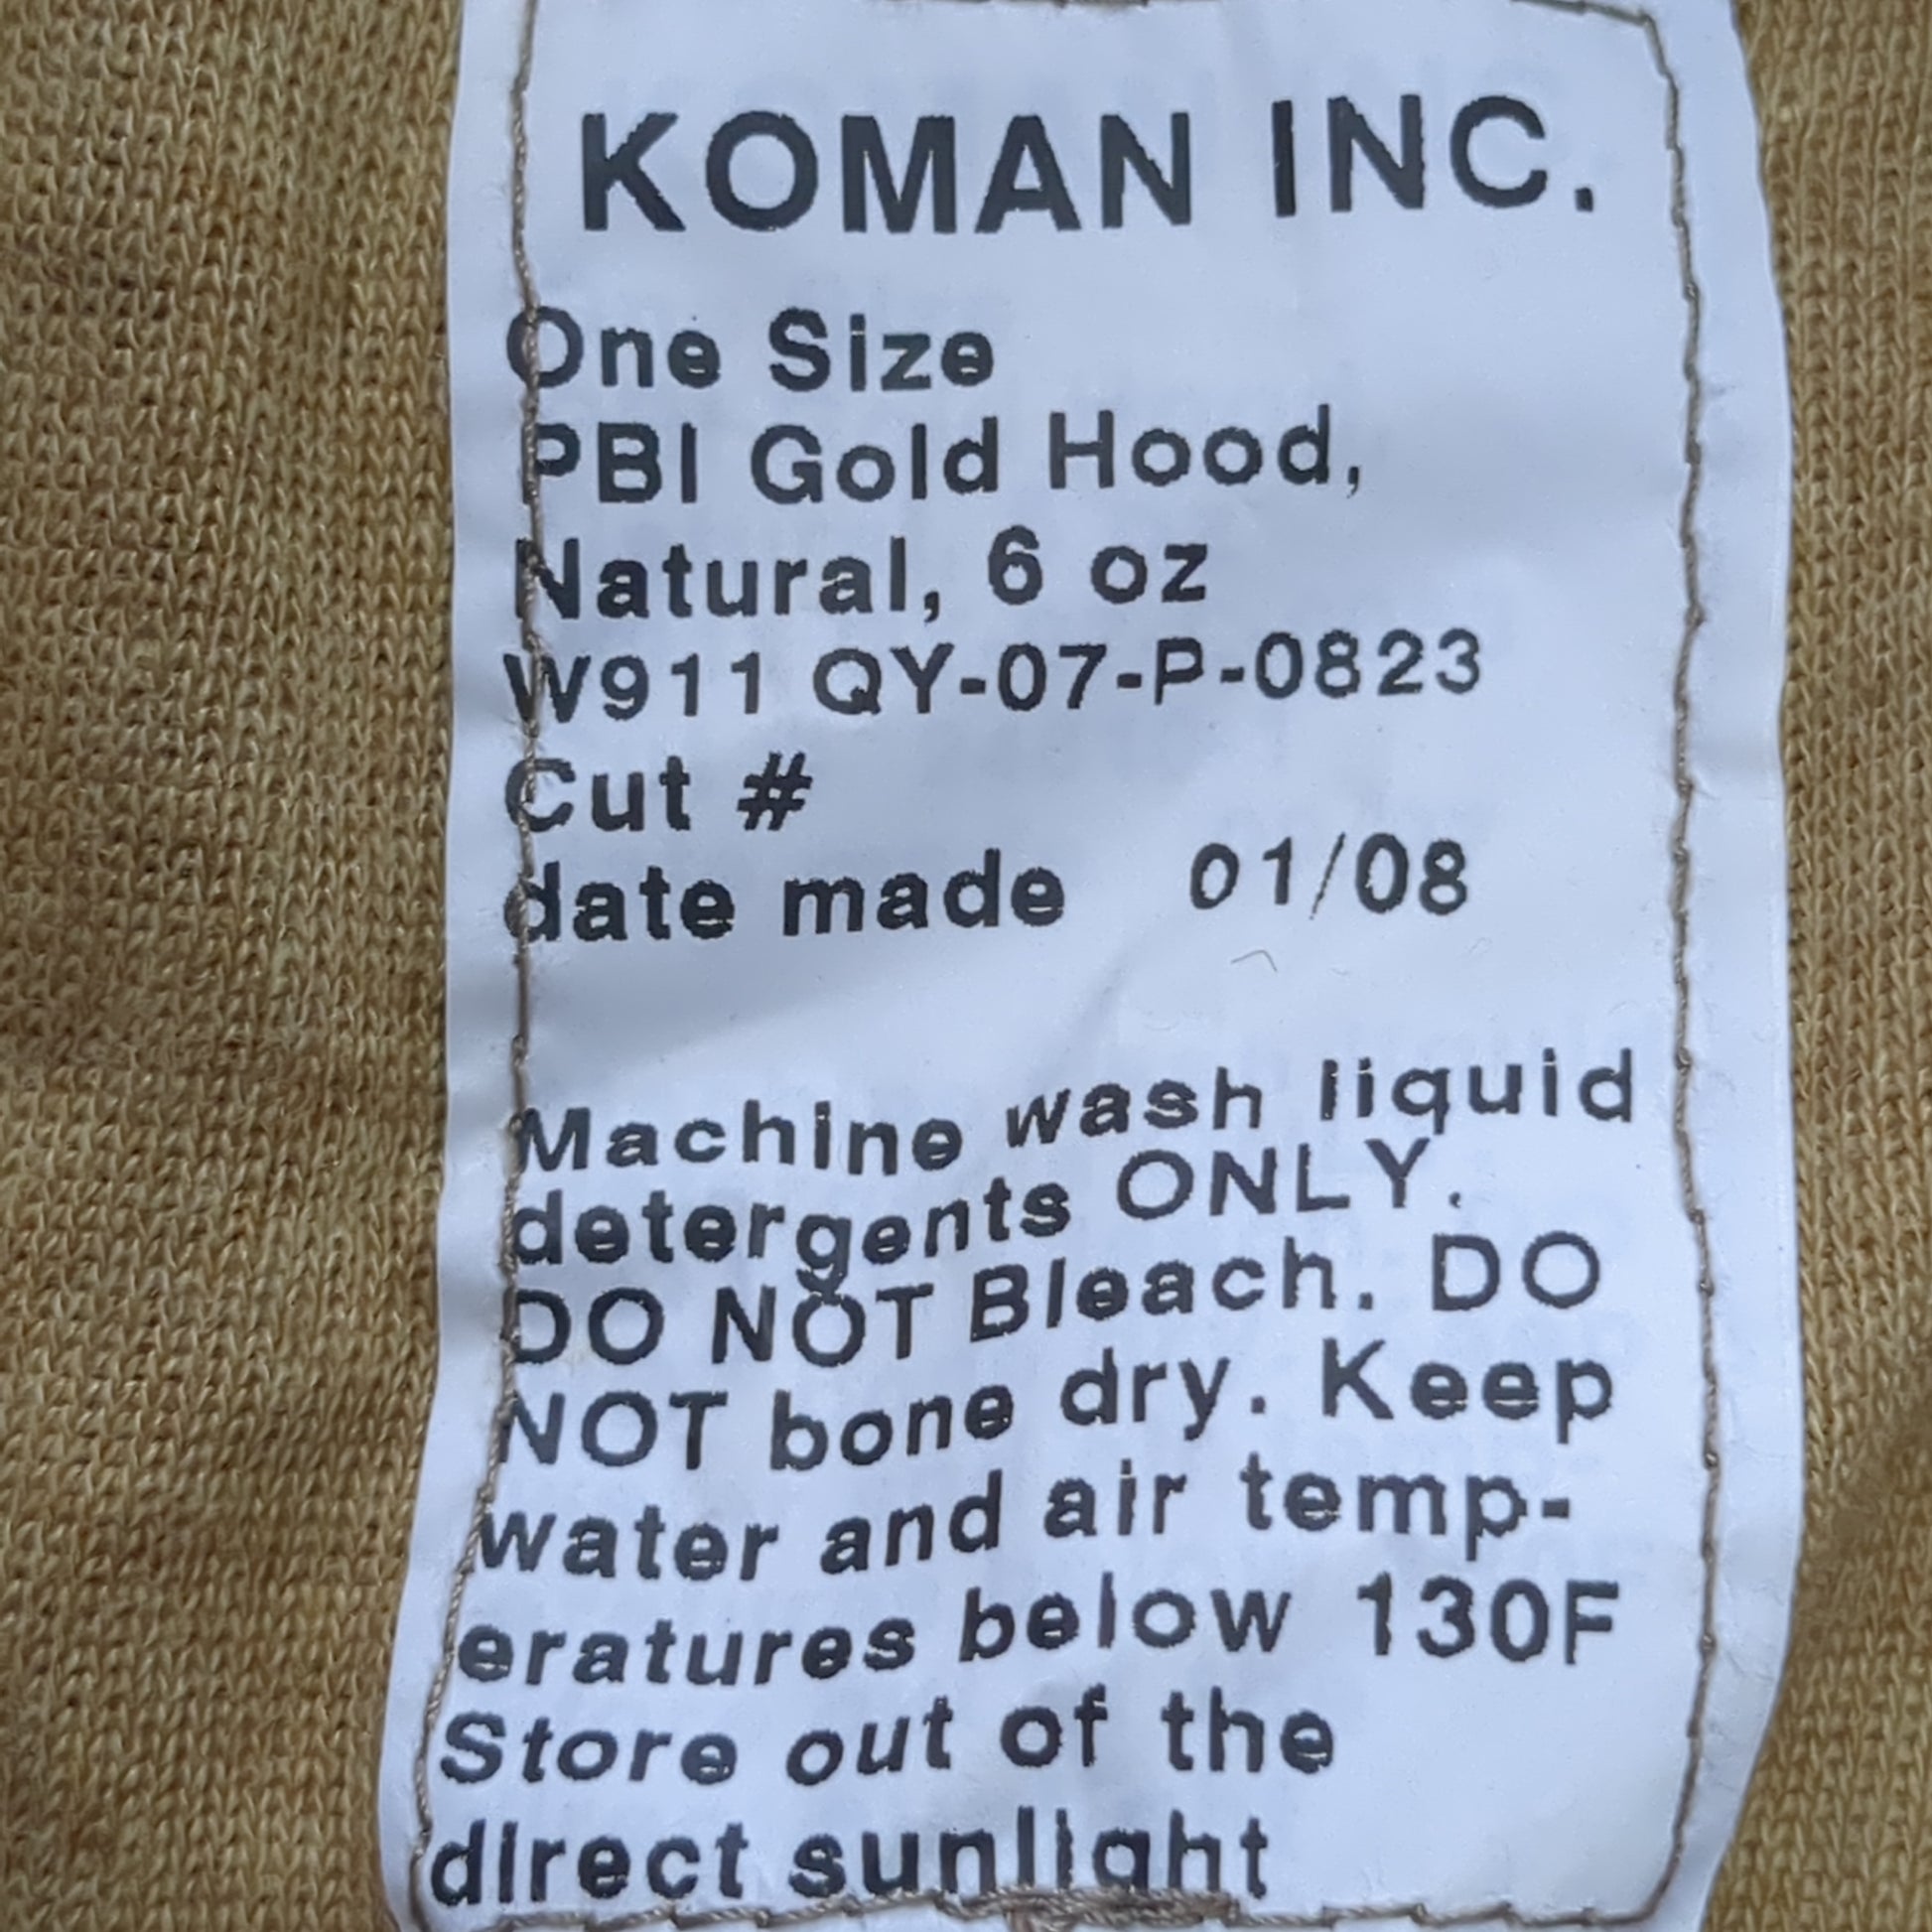 KOMAN INC.
One Size
PBI Gold Hood,
Natural, 6 oz
W911 QY-07-P-0823
Cut #
date made 01/08
Machine wash liquid
detergents ONLY.
DO NOT Bleach. DO
NOT bone dry. Keep
water and air temp-
eratures below 130F
Store out of the
direct sunlight